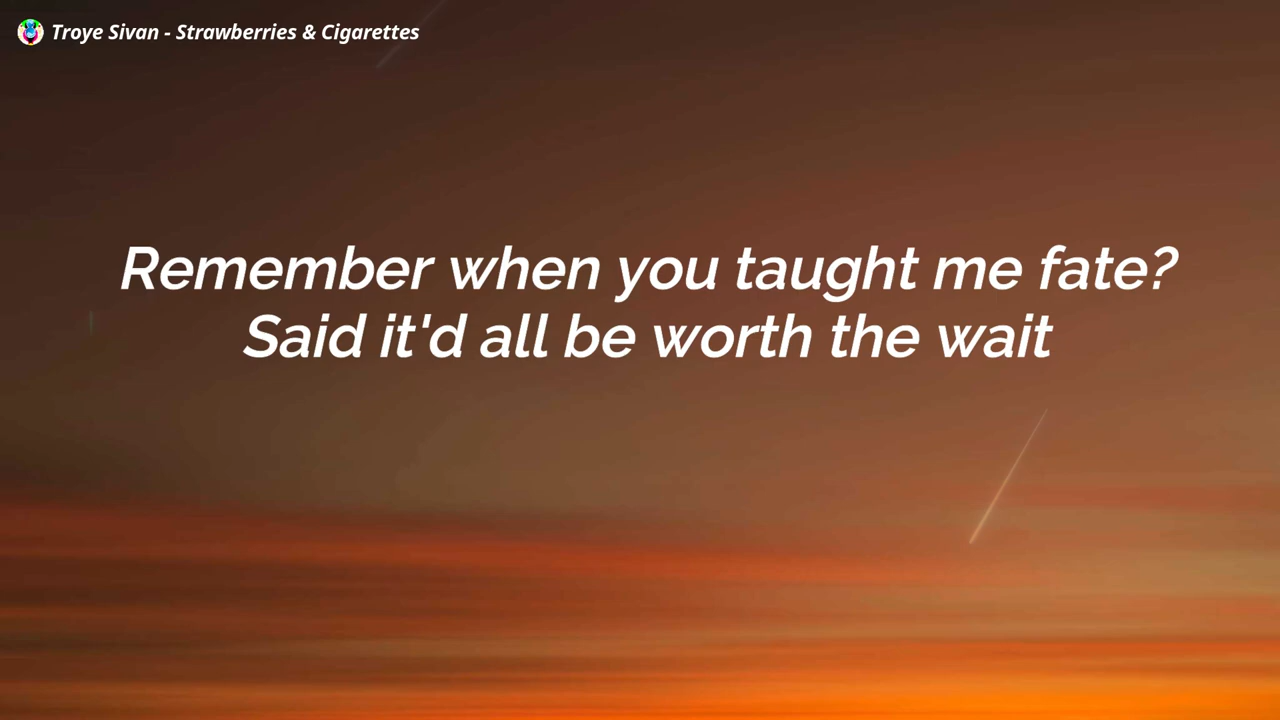 Troye Sivan - Strawberries & Cigarettes
Remember when you taught me fate?
Said it'd all be worth the wait